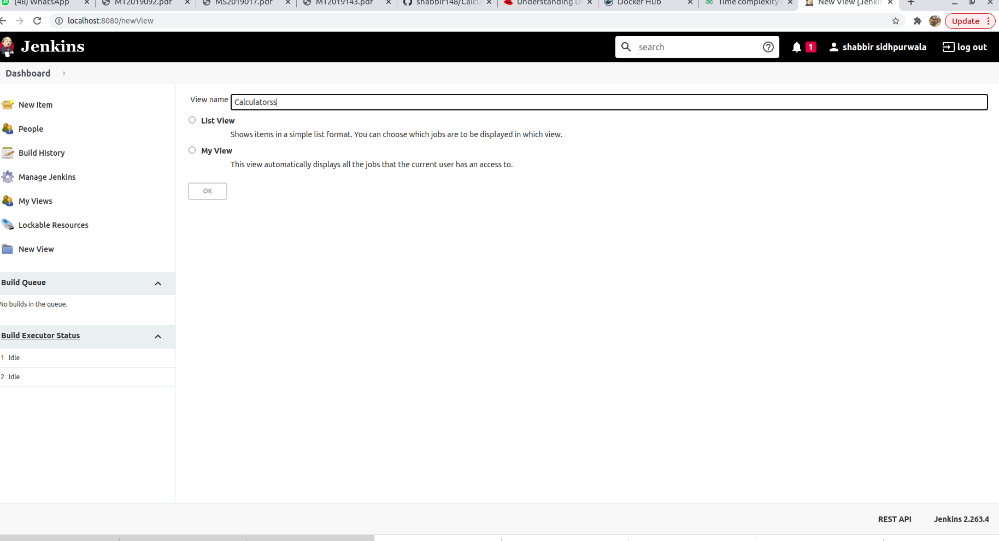 48 (48) WhatsApp MT2019092.pdf MS2019017.pdf MT2019143.pdf shabbir148/Calcu Understanding D Docker Hub Time complexity New View [Jenkin
localhost:8080/newView Update
Jenkins search 1 shabbir sidhpurwala log out
Dashboard
New Item
People
Build History
Manage Jenkins
My Views
Lockable Resources
New View
Build Queue
No builds in the queue.
Build Executor Status
1 Idle
2 Idle
View name Calculatorss
List View
Shows items in a simple list format. You can choose which jobs are to be displayed in which view.
My View
This view automatically displays all the jobs that the current user has an access to.
OK
REST API Jenkins 2.263.4